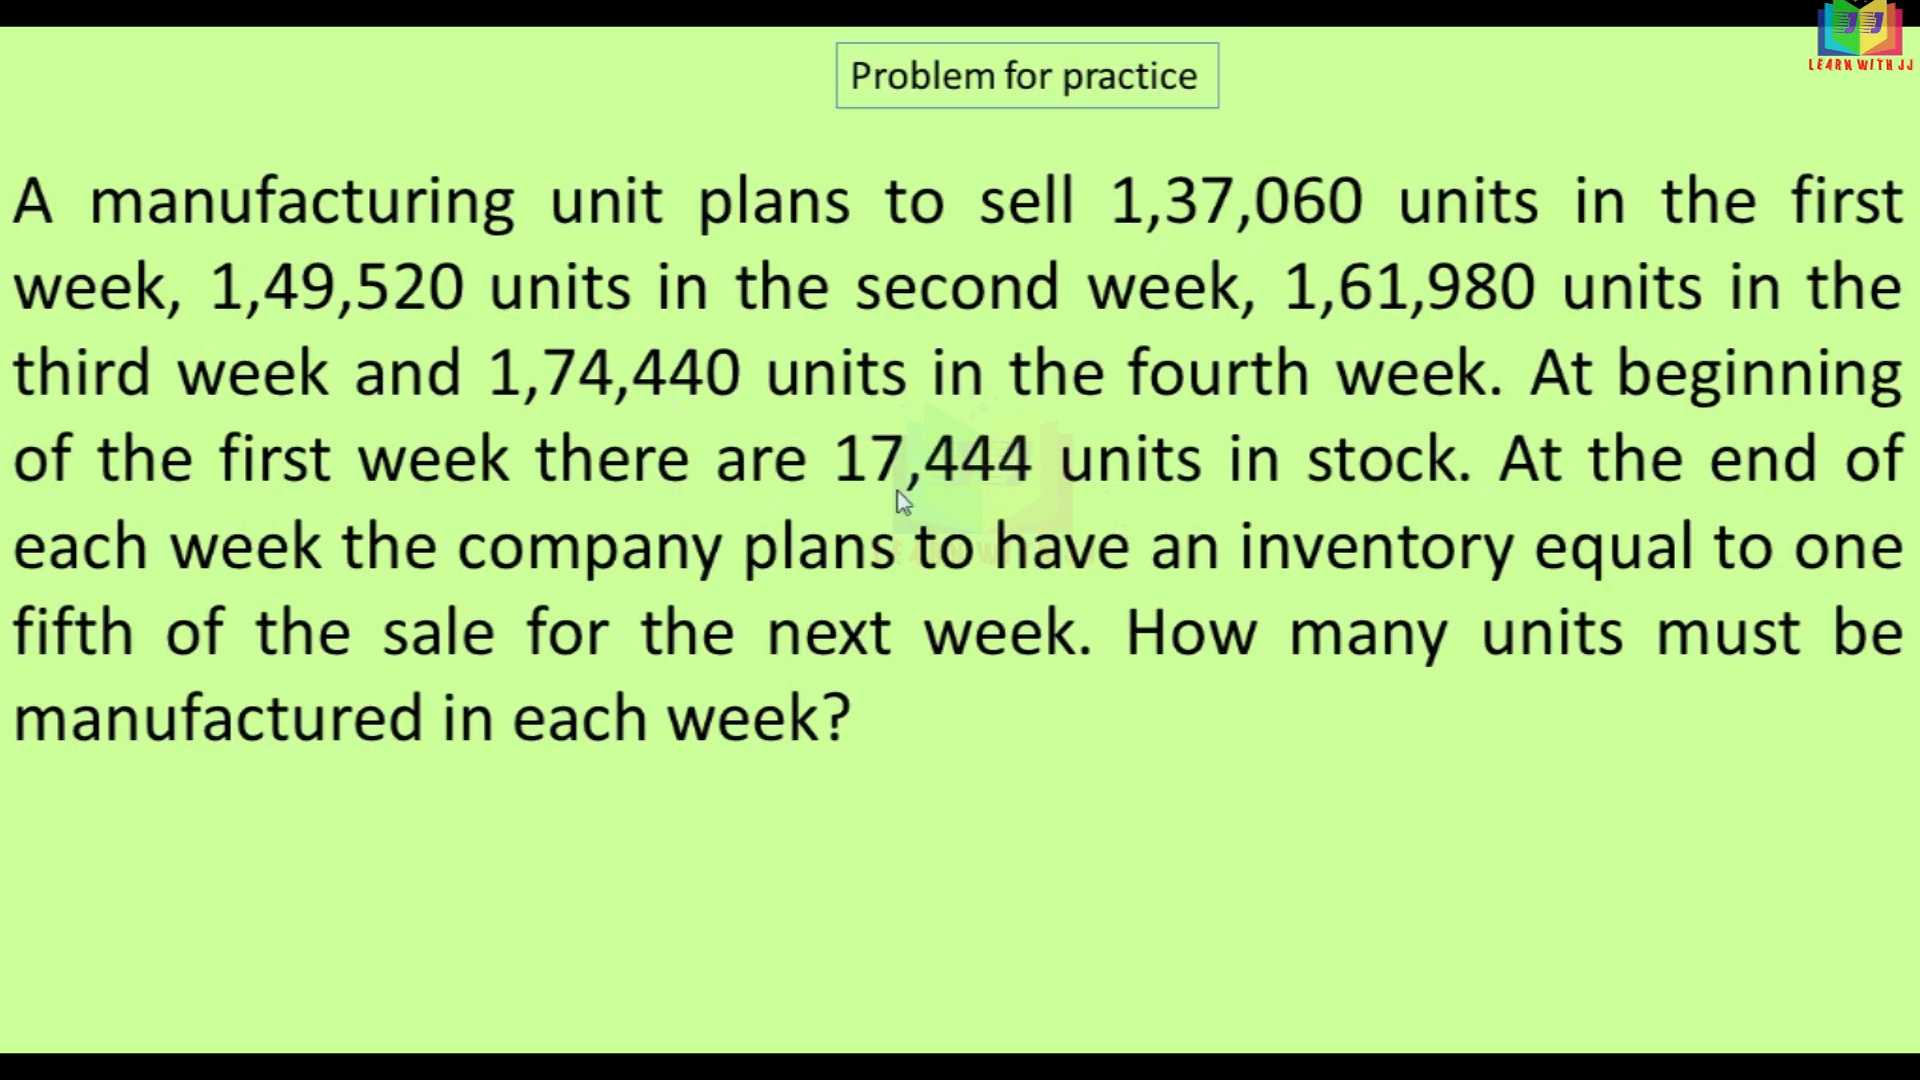 LEARN WITH JJ
Problem for practice
A manufacturing unit plans to sell 1,37,060 units in the first
week, 1,49,520 units in the second week, 1,61,980 units in the
third week and 1,74,440 units in the fourth week. At beginning
of the first week there are 17,444 units in stock. At the end of
each week the company plans to have an inventory equal to one
fifth of the sale for the next week. How many units must be
manufactured in each week?